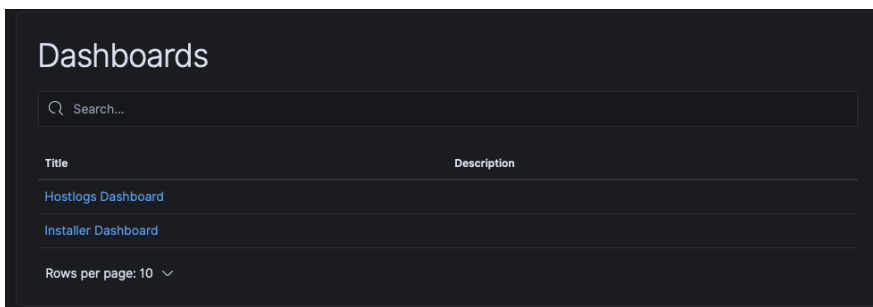 Dashboards
Search...
Title Description
Hostlogs Dashboard
Installer Dashboard
Rows per page: 10